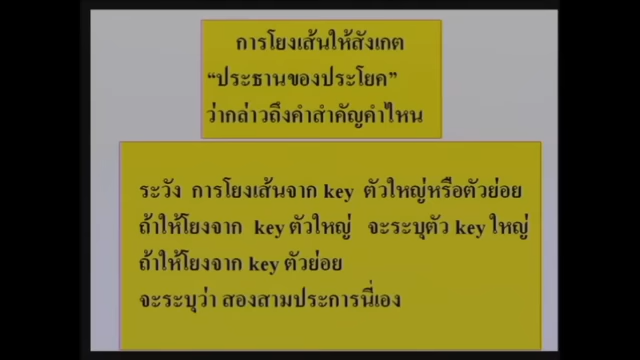 การโยงเส้นให้สังเกต
“ประธานของประโยค”
ว่ากล่าวถึงคำสำคัญคำไหน
ระวัง การโยงเส้นจาก key ตัวใหญ่หรือตัวย่อย
ถ้าให้โยงจาก key ตัวใหญ่ จะระบุตัว key ใหญ่
ถ้าให้โยงจาก key ตัวย่อย
จะระบุว่า สองสามประการนี่เอง